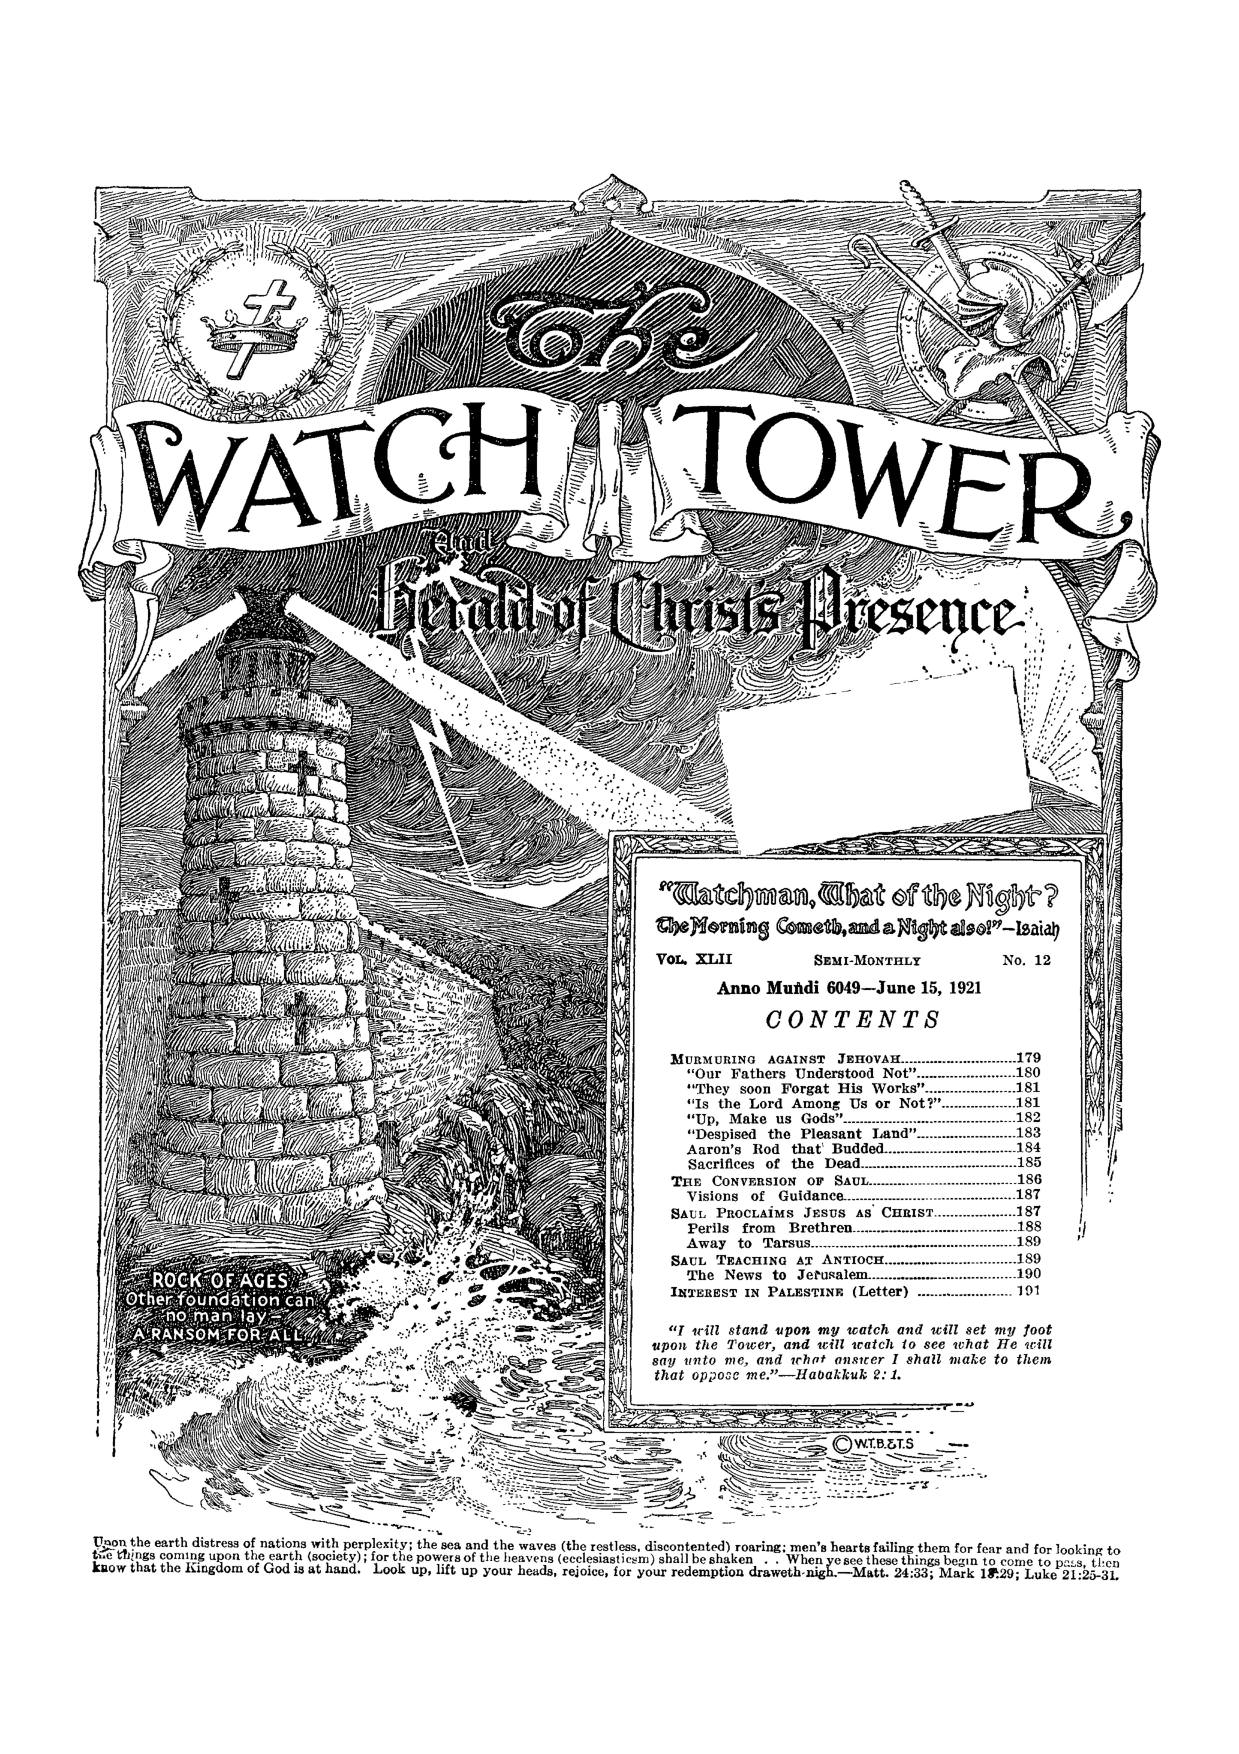 The
WATCH TOWER
And
Herald of Christ's Presence
"Watchman, What of the Night?
The Morning Cometh, and a Night also!"—Isaiah
VOL. XLII SEMI-MONTHLY No. 12
Anno Mundi 6049—June 15, 1921
CONTENTS
MURMURING AGAINST JEHOVAH 179
"Our Fathers Understood Not" 180
"They soon Forgat His Works" 181
"Is the Lord Among Us or Not?" 181
"Up, Make us Gods" 182
"Despised the Pleasant Land" 183
Aaron's Rod that Budded 184
Sacrifices of the Dead 185
THE CONVERSION OF SAUL 186
Visions of Guidance 187
SAUL PROCLAIMS JESUS AS CHRIST 187
Perils from Brethren 188
Away to Tarsus 189
SAUL TEACHING AT ANTIOCH 189
The News to Jerusalem 190
INTEREST IN PALESTINE (Letter) 191
"I will stand upon my watch and will set my foot
upon the Tower, and will watch to see what He will
say unto me, and what answer I shall make to them
that oppose me."—Habakkuk 2:1.
ROCK OF AGES
Other foundation can
no man lay—
A RANSOM FOR ALL
©W.T.B.&T.S
Upon the earth distress of nations with perplexity; the sea and the waves (the restless, discontented) roaring; men's hearts failing them for fear and for looking to
the things coming upon the earth (society); for the powers of the heavens (ecclesiasticsm) shall be shaken . . When ye see these things begin to come to pass, then
know that the Kingdom of God is at hand. Look up, lift up your heads, rejoice, for your redemption draweth nigh.—Matt. 24:33; Mark :29; Luke 21:25-31.